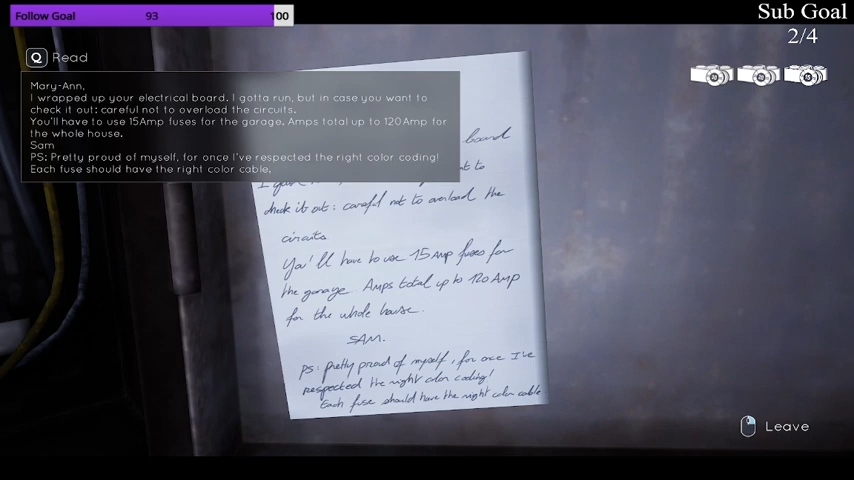 Follow Goal 93 100
Sub Goal
2/4
Q Read
Mary-Ann,
I wrapped up your electrical board. I gotta run, but in case you want to
check it out: careful not to overload the circuits.
You'll have to use 15Amp fuses for the garage. Amps total up to 120Amp for
the whole house.
Sam
PS: Pretty proud of myself, for once I've respected the right color coding!
Each fuse should have the right color cable.
board
I nt to
check it out: careful not to overload the
circuits
You'll have to use 15Amp fuses for
the garage. Amps total up to 120 Amp
for the whole house.
SAM.
PS: Pretty proud of myself, for once I've
respected the right color coding!
Each fuse should have the right color cable
Leave